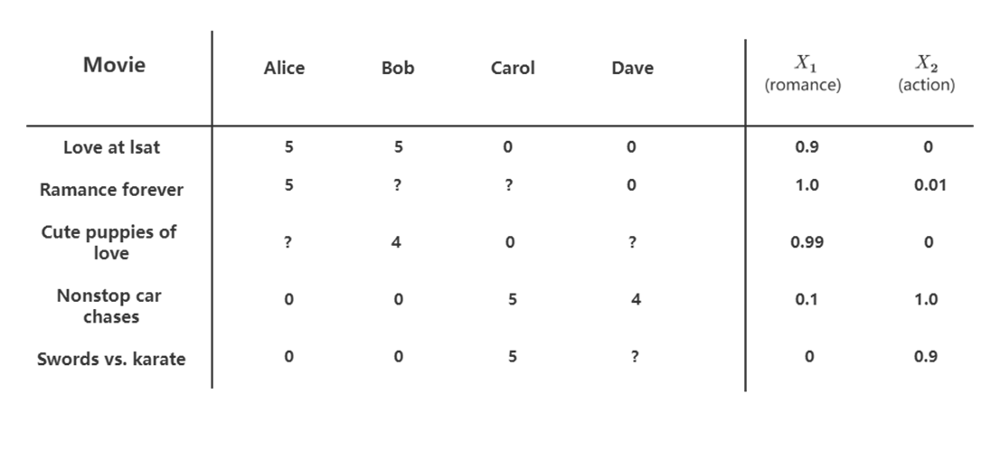 Movie Alice Bob Carol Dave X₁ X₂
(romance) (action)
Love at lsat 5 5 0 0 0.9 0
Ramance forever 5 ? ? 0 1.0 0.01
Cute puppies of
love ? 4 0 ? 0.99 0
Nonstop car
chases 0 0 5 4 0.1 1.0
Swords vs. karate 0 0 5 ? 0 0.9